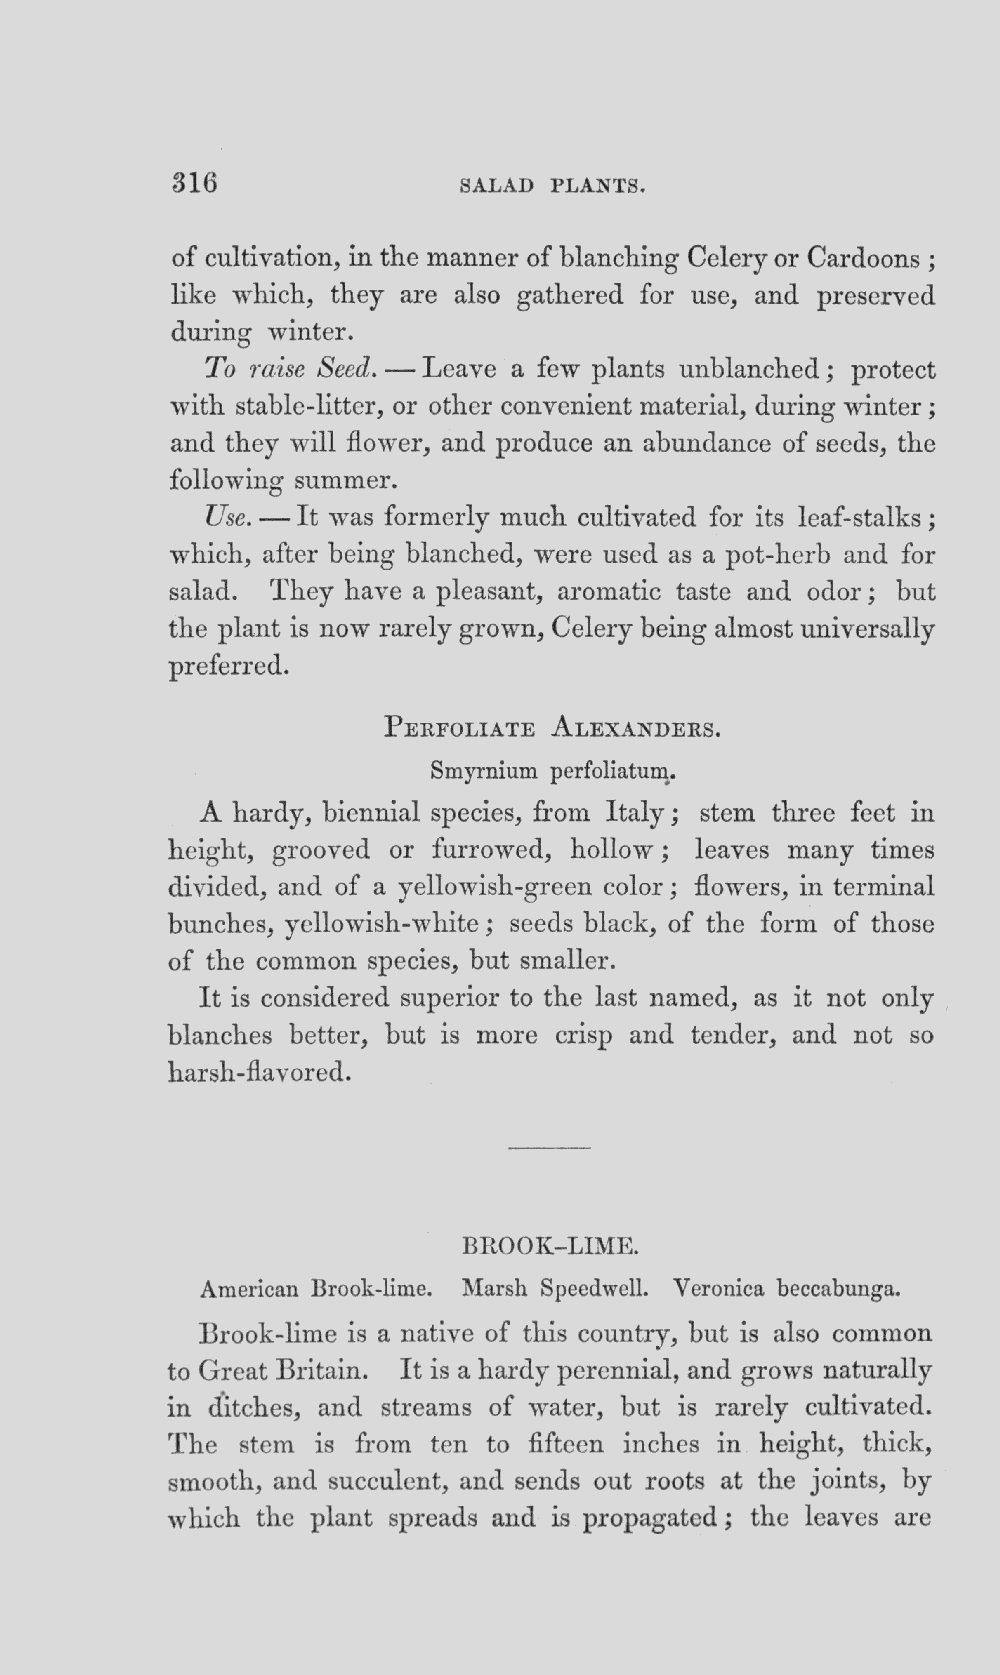 316 SALAD PLANTS.
of cultivation, in the manner of blanching Celery or Cardoons ;
like which, they are also gathered for use, and preserved
during winter.
To raise Seed. — Leave a few plants unblanched ; protect
with stable-litter, or other convenient material, during winter ;
and they will flower, and produce an abundance of seeds, the
following summer.
Use. — It was formerly much cultivated for its leaf-stalks ;
which, after being blanched, were used as a pot-herb and for
salad. They have a pleasant, aromatic taste and odor ; but
the plant is now rarely grown, Celery being almost universally
preferred.
PERFOLIATE ALEXANDERS.
Smyrnium perfoliatum.
A hardy, biennial species, from Italy ; stem three feet in
height, grooved or furrowed, hollow ; leaves many times
divided, and of a yellowish-green color ; flowers, in terminal
bunches, yellowish-white ; seeds black, of the form of those
of the common species, but smaller.
It is considered superior to the last named, as it not only
blanches better, but is more crisp and tender, and not so
harsh-flavored.
BROOK-LIME.
American Brook-lime. Marsh Speedwell. Veronica beccabunga.
Brook-lime is a native of this country, but is also common
to Great Britain. It is a hardy perennial, and grows naturally
in ditches, and streams of water, but is rarely cultivated.
The stem is from ten to fifteen inches in height, thick,
smooth, and succulent, and sends out roots at the joints, by
which the plant spreads and is propagated ; the leaves are